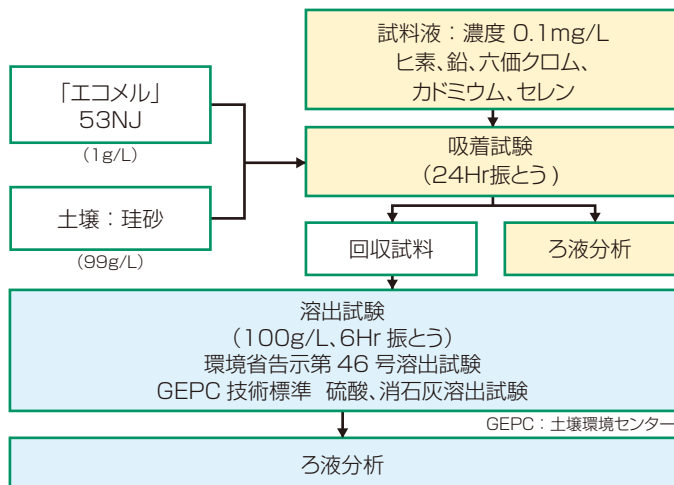 試料液：濃度 0.1mg/L
ヒ素、鉛、六価クロム、
カドミウム、セレン
「エコメル」
53NJ
(1g/L)
吸着試験
(24Hr振とう)
土壌：珪砂
(99g/L)
回収試料
ろ液分析
溶出試験
(100g/L、6Hr 振とう)
環境省告示第 46 号溶出試験
GEPC 技術標準 硫酸、消石灰溶出試験
GEPC：土壌環境センター
ろ液分析